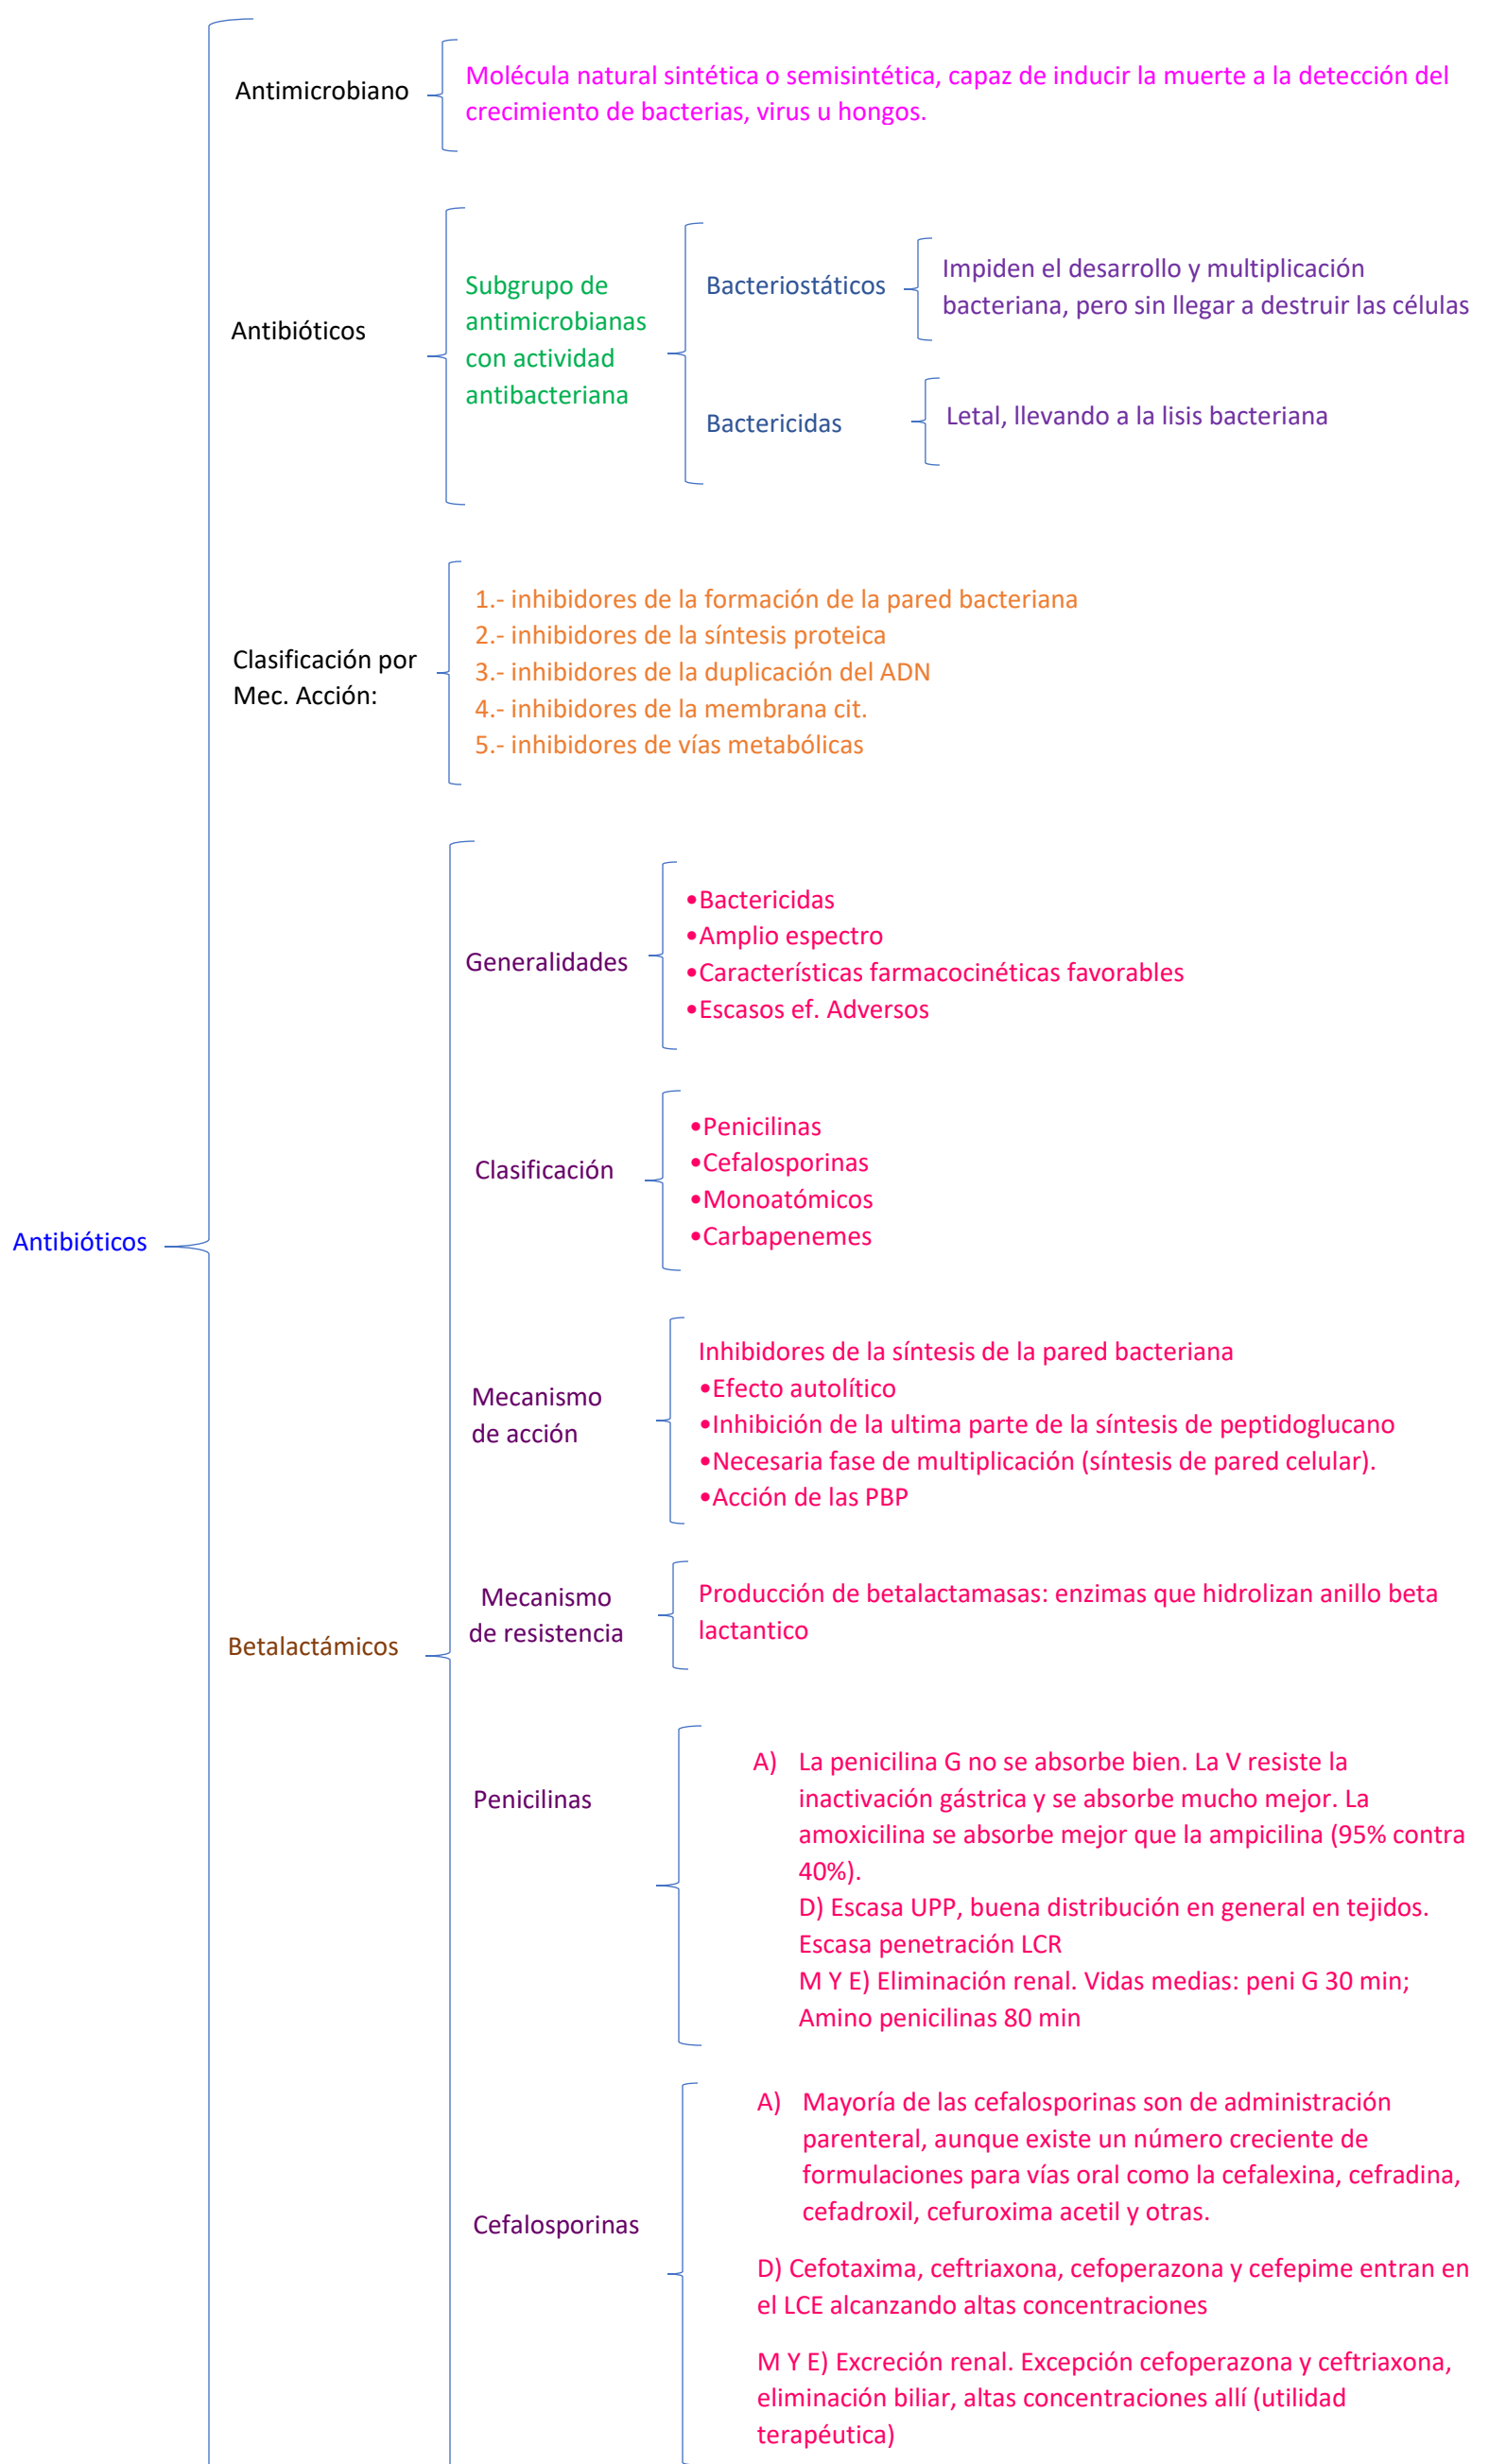 Antimicrobiano
Molécula natural sintética o semisintética, capaz de inducir la muerte a la detección del
crecimiento de bacterias, virus u hongos.
Antibióticos
Subgrupo de
antimicrobianas
con actividad
antibacteriana
Bacteriostáticos
Impiden el desarrollo y multiplicación
bacteriana, pero sin llegar a destruir las células
Bactericidas
Letal, llevando a la lisis bacteriana
Clasificación por
Mec. Acción:
1.- inhibidores de la formación de la pared bacteriana
2.- inhibidores de la síntesis proteica
3.- inhibidores de la duplicación del ADN
4.- inhibidores de la membrana cit.
5.- inhibidores de vías metabólicas
Antibióticos
Betalactámicos
Generalidades
•Bactericidas
•Amplio espectro
•Característicás farmacocinéticas favorables
•Escasos ef. Adversos
Clasificación
•Penicilinas
•Cefalosporinas
•Monoatómicos
•Carbapenemes
Mecanismo
de acción
Inhibidores de la síntesis de la pared bacteriana
•Efecto autolítico
•Inhibición de la ultima parte de la síntesis de peptidoglucano
•Necesaria fase de multiplicación (síntesis de pared celular).
•Acción de las PBP
Mecanismo
de resistencia
Producción de betalactamasas: enzimas que hidrolizan anillo beta
lactantico
Penicilinas
A) La penicilina G no se absorbe bien. La V resiste la
inactivación gástrica y se absorbe mucho mejor. La
amoxicilina se absorbe mejor que la ampicilina (95% contra
40%).
D) Escasa UPP, buena distribución en general en tejidos.
Escasa penetración LCR
M Y E) Eliminación renal. Vidas medias: peni G 30 min;
Amino penicilinas 80 min
Cefalosporinas
A) Mayoría de las cefalosporinas son de administración
parenteral, aunque existe un número creciente de
formulaciones para vías oral como la cefalexina, cefradina,
cefadroxil, cefuroxima acetil y otras.
D) Cefotaxima, ceftriaxona, cefoperazona y cefepime entran en
el LCE alcanzando altas concentraciones
M Y E) Excreción renal. Excepción cefoperazona y ceftriaxona,
eliminación biliar, altas concentraciones allí (utilidad
terapéutica)